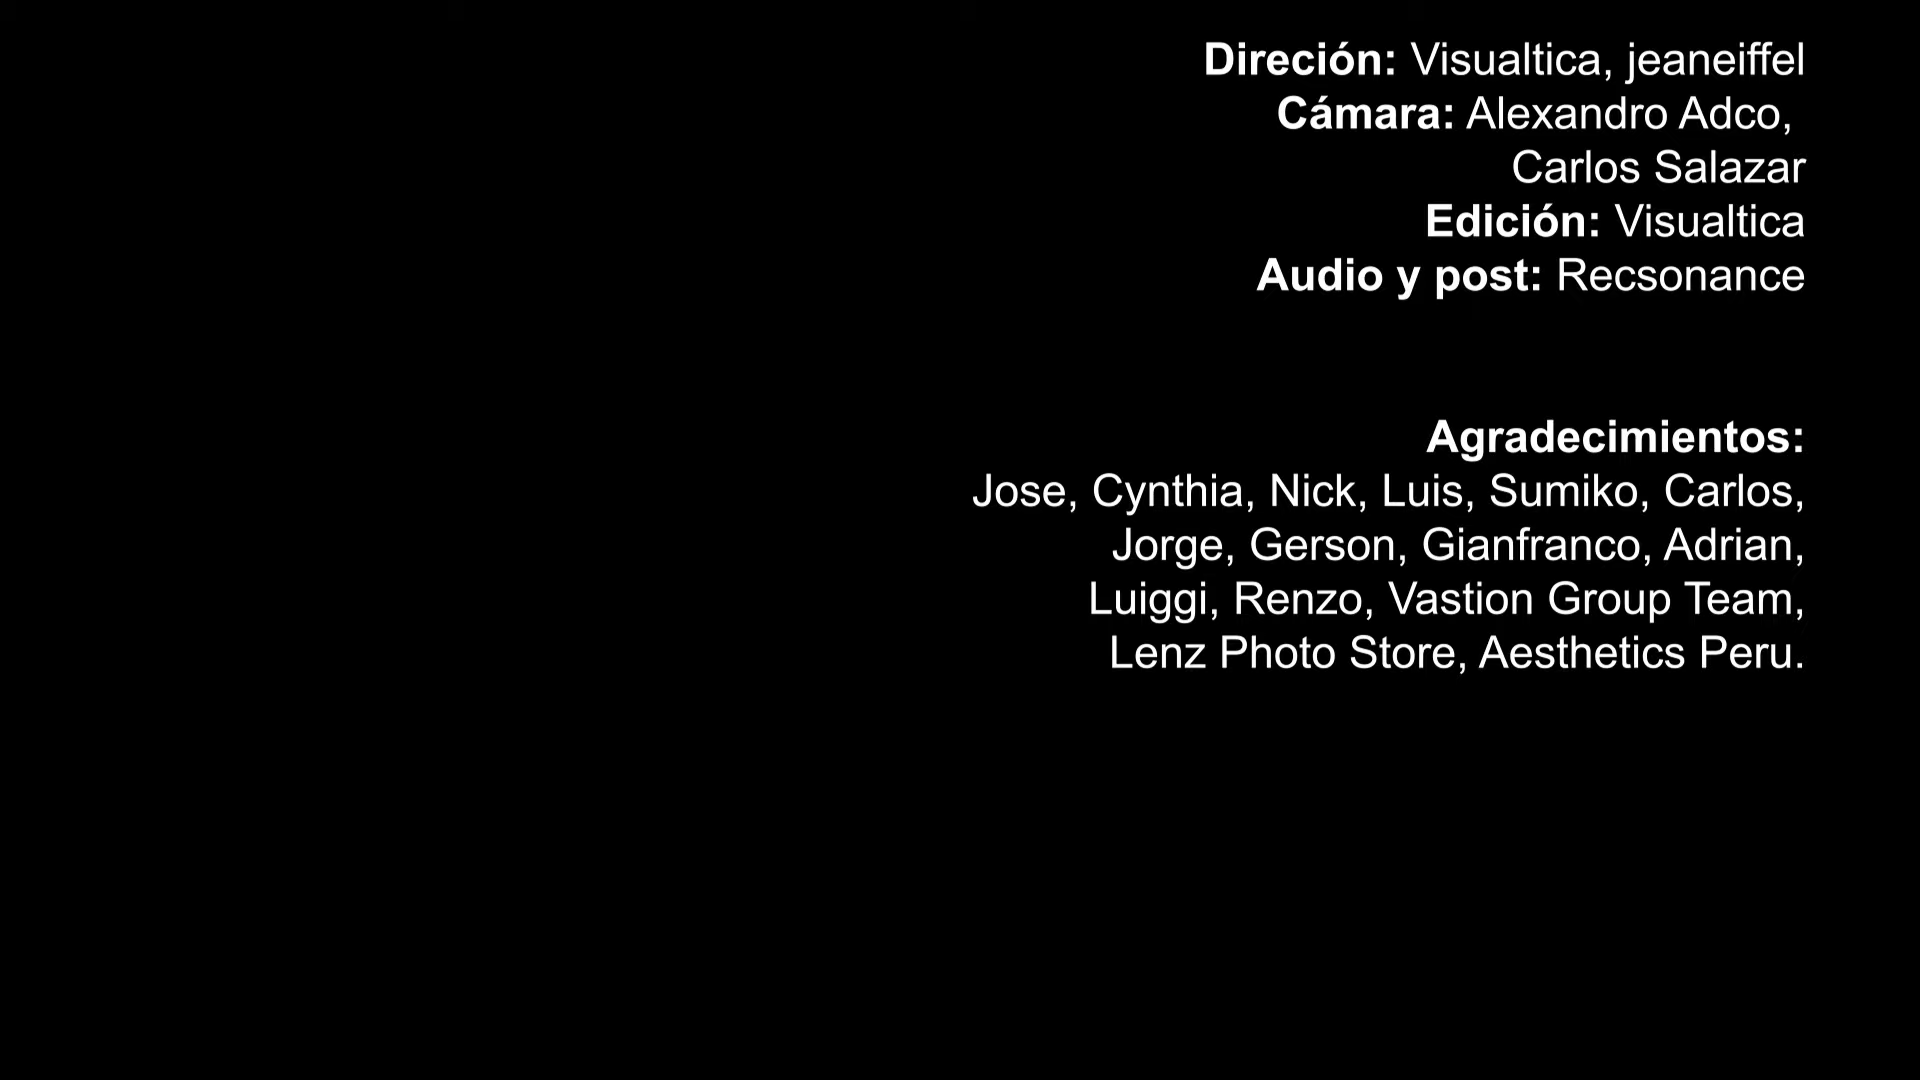 Direción: Visualtica, jeaneiffel
Cámara: Alexandro Adco,
Carlos Salazar
Edición: Visualtica
Audio y post: Recsonance
Agradecimientos:
Jose, Cynthia, Nick, Luis, Sumiko, Carlos,
Jorge, Gerson, Gianfranco, Adrian,
Luiggi, Renzo, Vastion Group Team,
Lenz Photo Store, Aesthetics Peru.